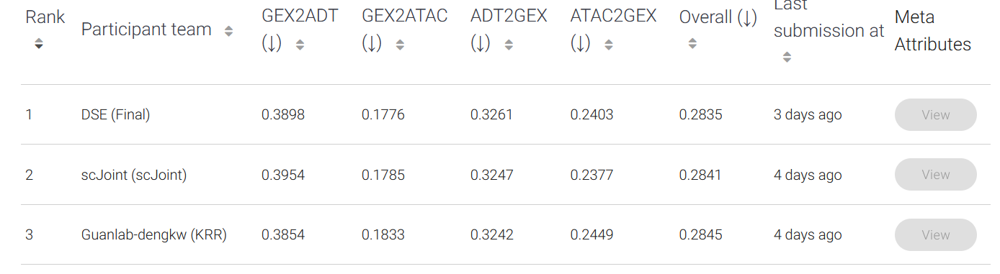 Rank Participant team GEX2ADT (↓) GEX2ATAC (↓) ADT2GEX (↓) ATAC2GEX (↓) Overall (↓) Last submission at Meta Attributes
1 DSE (Final) 0.3898 0.1776 0.3261 0.2403 0.2835 3 days ago View
2 scJoint (scJoint) 0.3954 0.1785 0.3247 0.2377 0.2841 4 days ago View
3 Guanlab-dengkw (KRR) 0.3854 0.1833 0.3242 0.2449 0.2845 4 days ago View